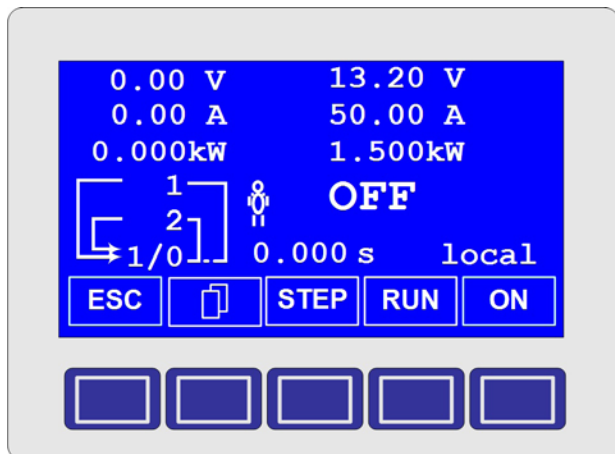 0.00 V 13.20 V
0.00 A 50.00 A
0.000kW 1.500kW
1 OFF
2
1/0 0.000 s local
ESC STEP RUN ON